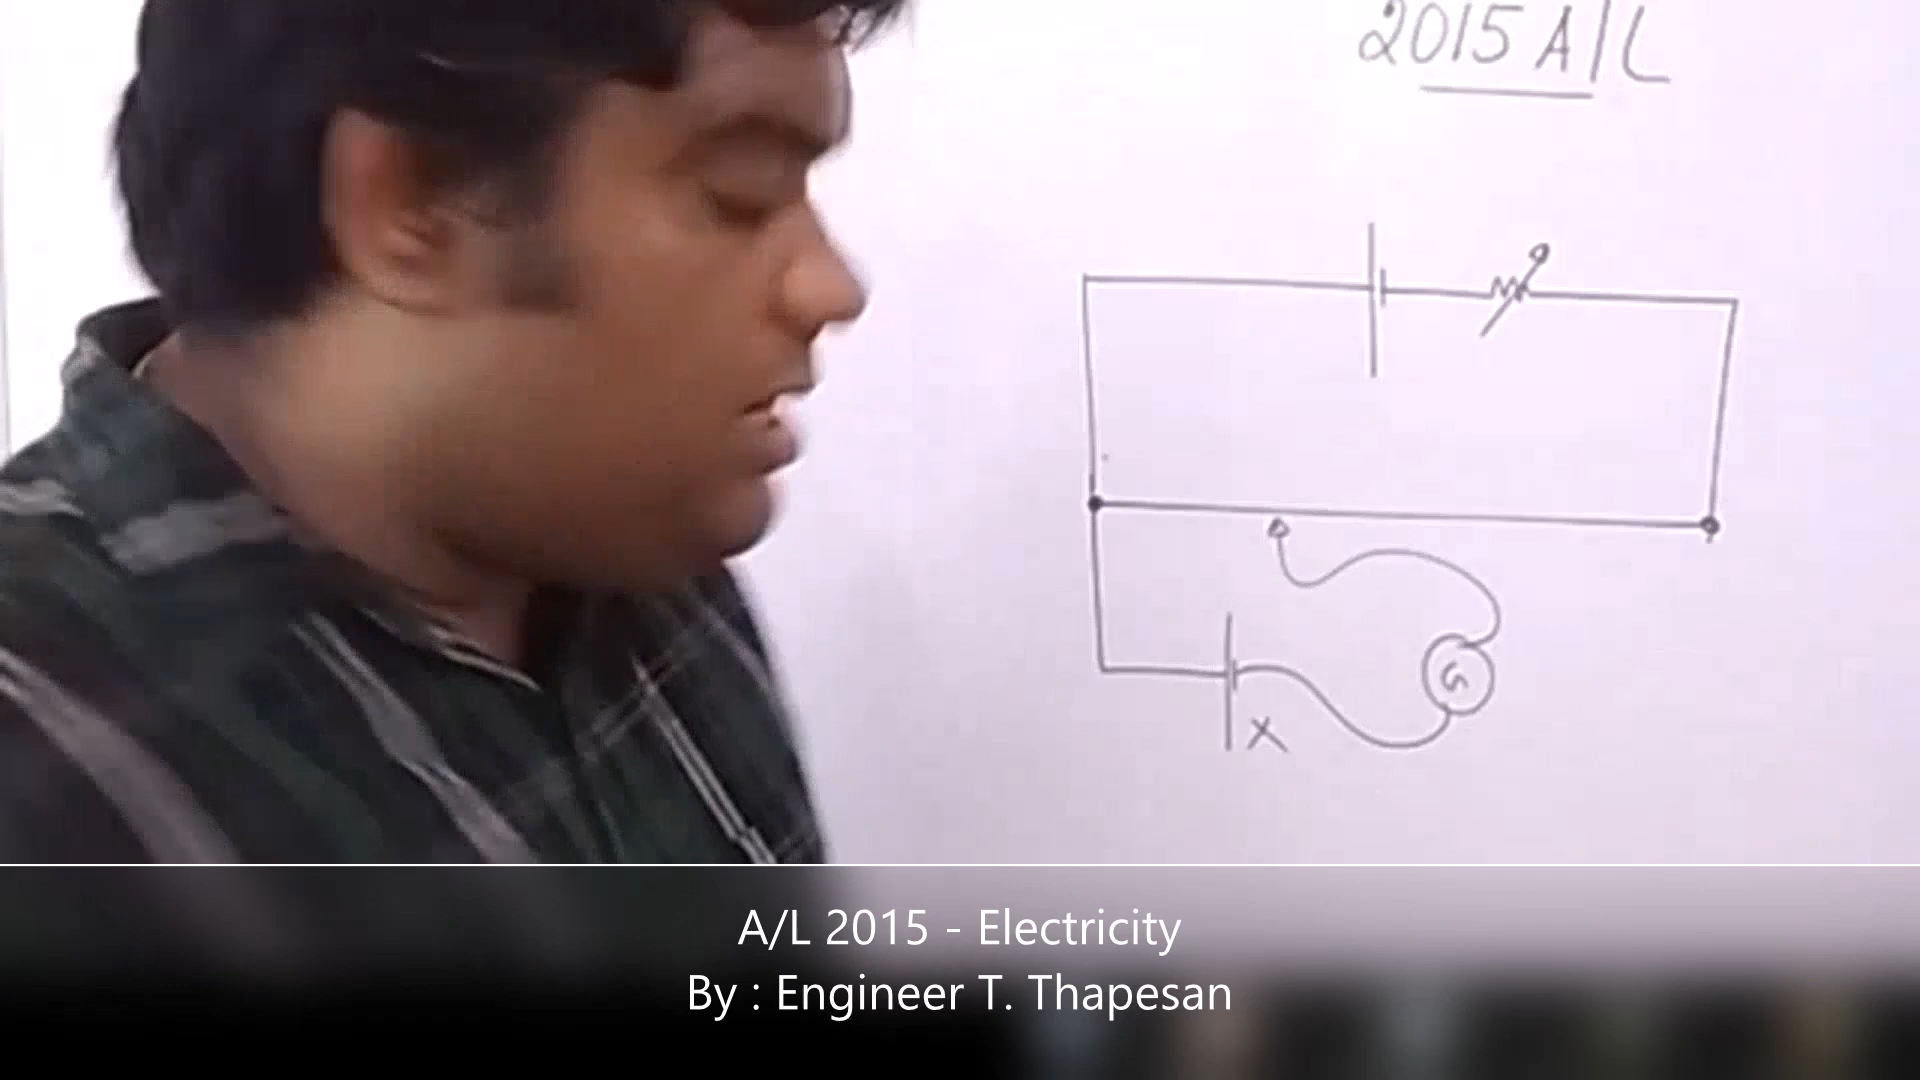 2015 A/L
G
X
A/L 2015 - Electricity
By : Engineer T. Thapesan